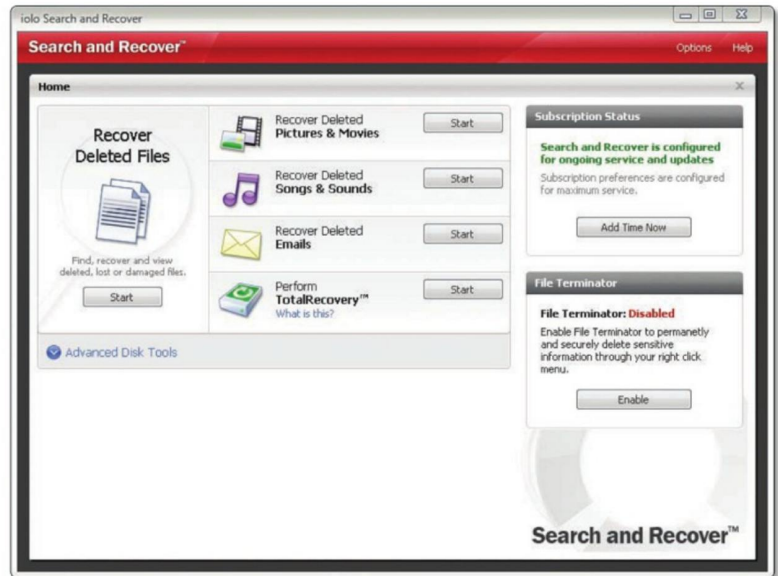 iolo Search and Recover
Search and Recover™
Options
Help
Home
Recover
Deleted Files
Find, recover and view
deleted, lost or damaged files.
Start
Recover Deleted
Pictures & Movies
Start
Recover Deleted
Songs & Sounds
Start
Recover Deleted
Emails
Start
Perform
TotalRecovery™
What is this?
Start
Advanced Disk Tools
Subscription Status
Search and Recover is configured
for ongoing service and updates
Subscription preferences are configured
for maximum service.
Add Time Now
File Terminator
File Terminator: Disabled
Enable File Terminator to permanetly
and securely delete sensitive
information through your right click
menu.
Enable
Search and Recover™